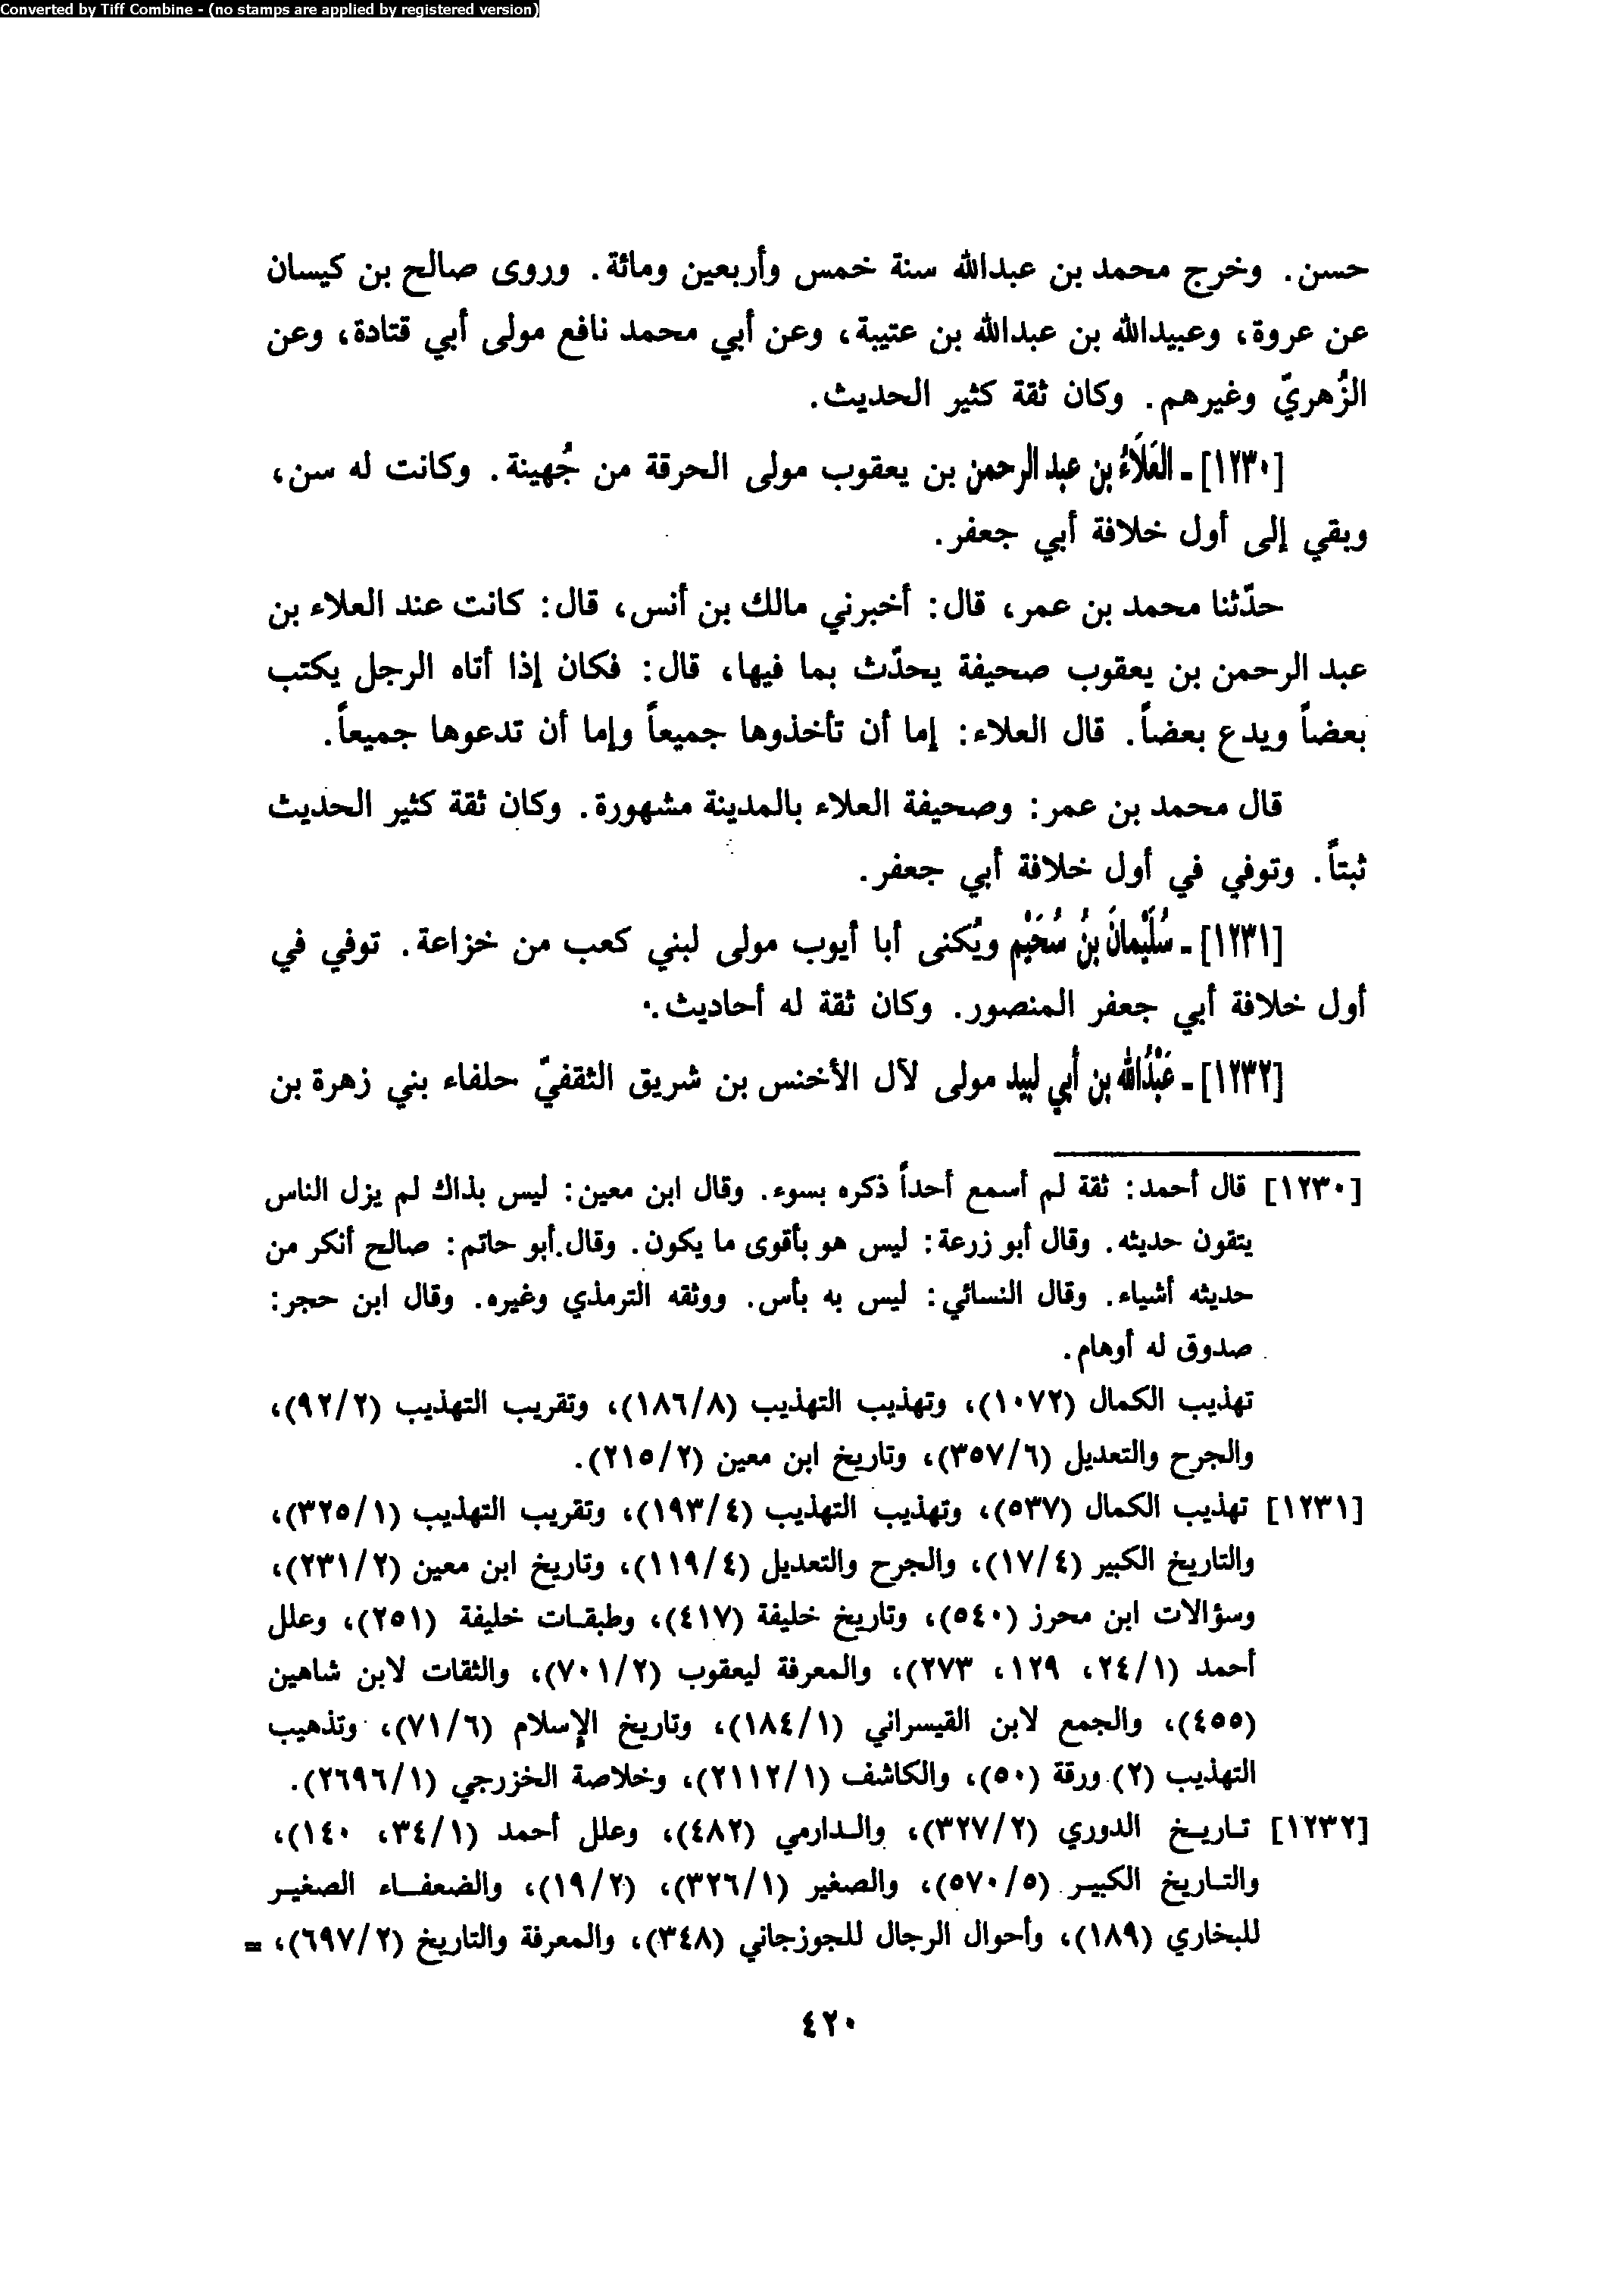 Converted by Tiff Combine - (no stamps are applied by registered version)
حسن. وخرج محمد بن عبدالله سنة خمس وأربعين ومائة. وروى صالح بن كيسان
عن عروة، وعبيدالله بن عبدالله بن عتيبة، وعن أبي محمد نافع مولى أبي قتادة، وعن
الزُهريّ وغيرهم. وكان ثقة كثير الحديث.
[١٢٣٠] ـ العَلَاءُ بن عبد الرحمن بن يعقوب مولى الحرقة من جُهينة. وكانت له سن،
وبقي إلى أول خلافة أبي جعفر.
حدّثنا محمد بن عمر، قال: أخبرني مالك بن أنس، قال: كانت عند العلاء بن
عبد الرحمن بن يعقوب صحيفة يحدّث بما فيها، قال: فكان إذا أتاه الرجل يكتب
بعضاً ويدع بعضاً. قال العلاء: إما أن تأخذوها جميعاً وإما أن تدعوها جميعاً.
قال محمد بن عمر: وصحيفة العلاء بالمدينة مشهورة. وكان ثقة كثير الحديث
ثبتاً. وتوفي في أول خلافة أبي جعفر.
[١٢٣١] ـ سُلَيْمانُ بنُ سُحَيْم ويُكنى أبا أيوب مولى لبني كعب من خزاعة. توفي في
أول خلافة أبي جعفر المنصور. وكان ثقة له أحاديث.
[١٢٣٢] ـ عَبْدُالله بن أبي لبيد مولى لآل الأخنس بن شريق الثقفيّ حلفاء بني زهرة بن
[١٢٣٠] قال أحمد: ثقة لم أسمع أحداً ذكره بسوء. وقال ابن معين: ليس بذاك لم يزل الناس
يتقون حديثه. وقال أبو زرعة: ليس هو بأقوى ما يكون. وقال أبو حاتم: صالح أنكر من
حديثه أشياء. وقال النسائي: ليس به بأس. ووثقه الترمذي وغيره. وقال ابن حجر:
صدوق له أوهام.
تهذيب الكمال (١٠٧٢)، وتهذيب التهذيب (١٨٦/٨)، وتقريب التهذيب (٩٢/٢)،
والجرح والتعديل (٣٥٧/٦)، وتاريخ ابن معين (٢١٥/٢).
[١٢٣١] تهذيب الكمال (٥٣٧)، وتهذيب التهذيب (١٩٣/٤)، وتقريب التهذيب (٣٢٥/١)،
والتاريخ الكبير (١٧/٤)، والجرح والتعديل (١١٩/٤)، وتاريخ ابن معين (٢٣١/٢)،
وسؤالات ابن محرز (٥٤٠)، وتاريخ خليفة (٤١٧)، وطبقات خليفة (٢٥١)، وعلل
أحمد (٢٤/١، ١٢٩، ٢٧٣)، والمعرفة ليعقوب (٧٠١/٢)، والثقات لابن شاهين
(٤٥٥)، والجمع لابن القيسراني (١٨٤/١)، وتاريخ الإسلام (٧١/٦)، وتذهيب
التهذيب (٢) ورقة (٥٠)، والكاشف (٢١١٢/١)، وخلاصة الخزرجي (٢٦٩٦/١).
[١٢٣٢] تاريخ الدوري (٣٢٧/٢)، والدارمي (٤٨٢)، وعلل أحمد (٣٤/١، ١٤٠)،
والتاريخ الكبير (٥٧٠/٥)، والصغير (٣٢٦/١)، (١٩/٢)، والضعفاء الصغير
للبخاري (١٨٩)، وأحوال الرجال للجوزجاني (٣٤٨)، والمعرفة والتاريخ (٦٩٧/٢)، =
٤٢٠